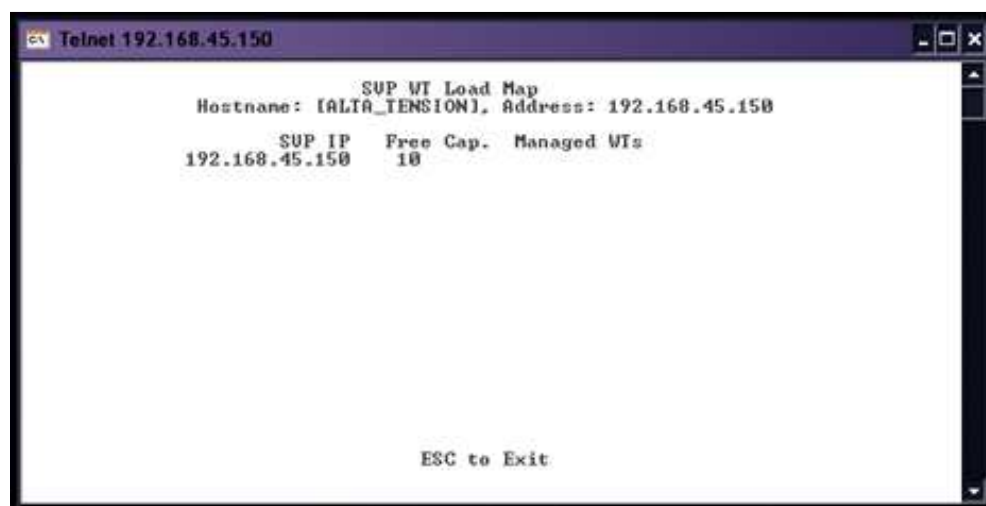 Telnet 192.168.45.150
SVP WT Load Map
Hostname: [ALTA_TENSION], Address: 192.168.45.150
SVP IP Free Cap. Managed WTs
192.168.45.150 10
ESC to Exit